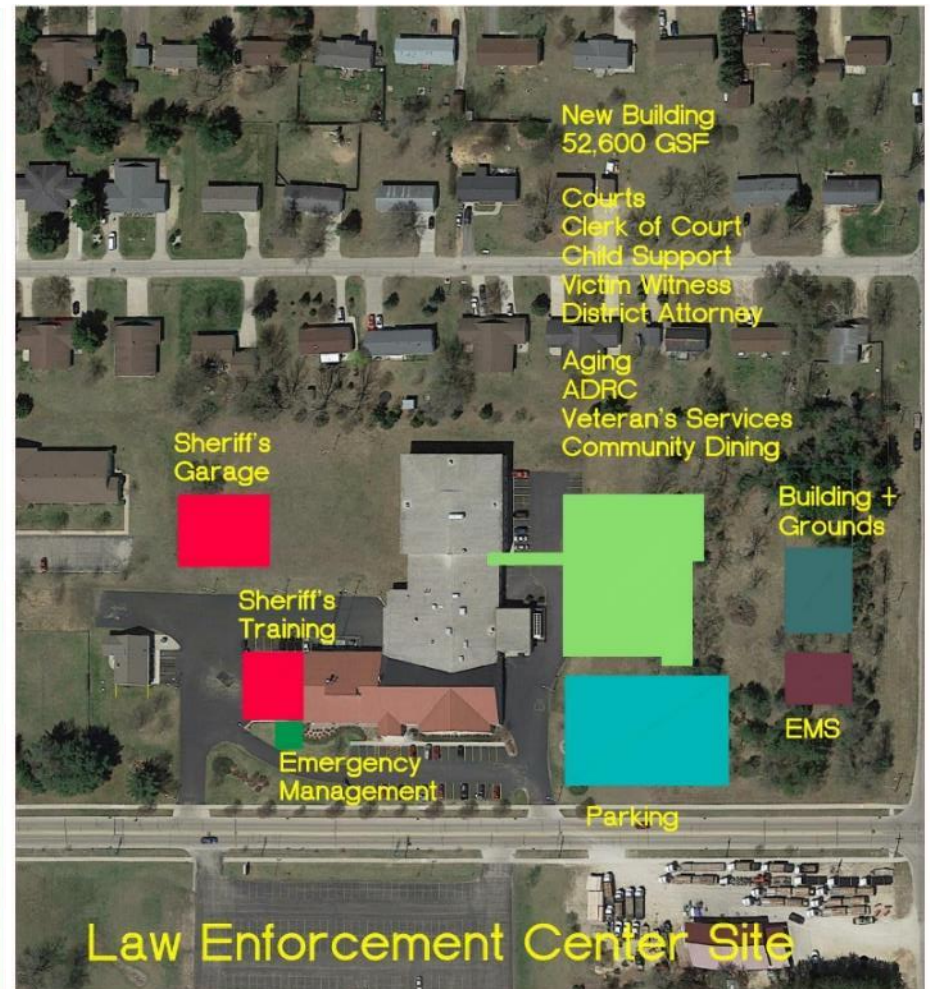 New Building
52,600 GSF
Courts
Clerk of Court
Child Support
Victim Witness
District Attorney
Aging
ADRC
Veteran's Services
Community Dining
Sheriff's
Garage
Building +
Grounds
Sheriff's
Training
EMS
Emergency
Management
Parking
Law Enforcement Center Site